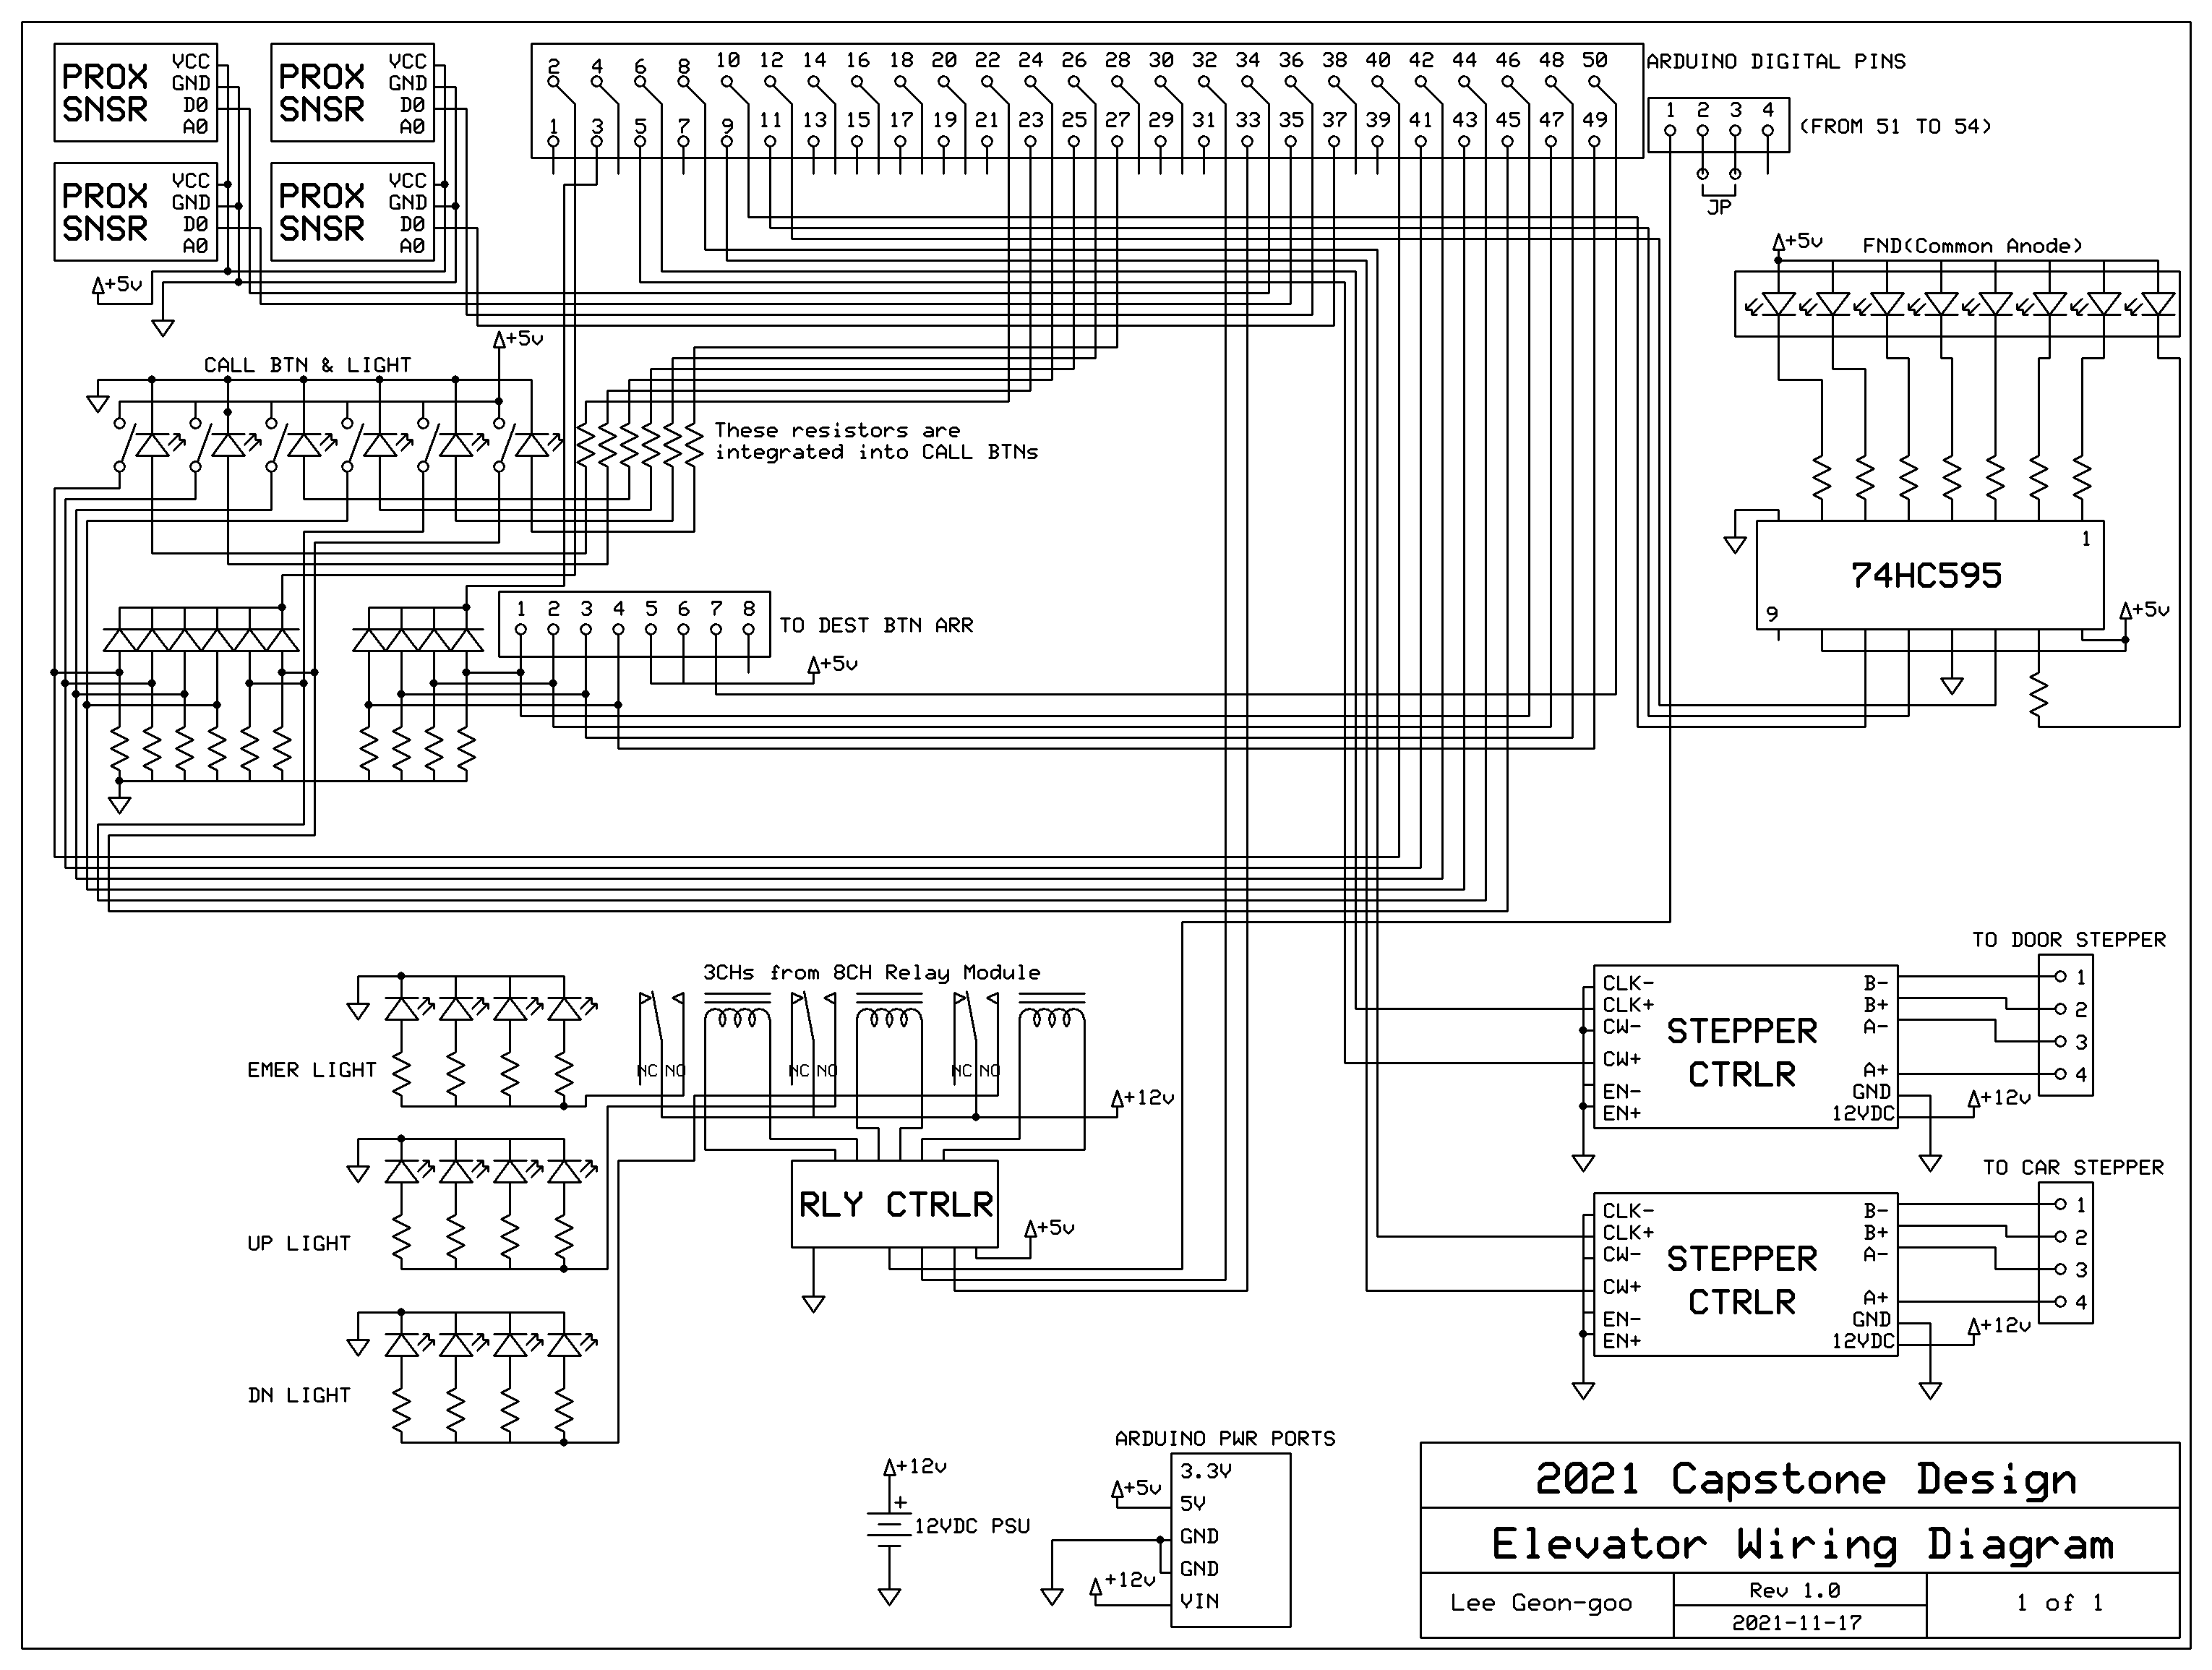 PROX SNSR
VCC
GND
D0
A0
PROX SNSR
VCC
GND
D0
A0
PROX SNSR
VCC
GND
D0
A0
PROX SNSR
VCC
GND
D0
A0
+5v
2 4 6 8 10 12 14 16 18 20 22 24 26 28 30 32 34 36 38 40 42 44 46 48 50
1 3 5 7 9 11 13 15 17 19 21 23 25 27 29 31 33 35 37 39 41 43 45 47 49
ARDUINO DIGITAL PINS
1 2 3 4
(FROM 51 TO 54)
JP
+5v
FND(Common Anode)
+5v
CALL BTN & LIGHT
These resistors are
integrated into CALL BTNs
1
74HC595
9
+5v
1 2 3 4 5 6 7 8
TO DEST BTN ARR
+5v
3CHs from 8CH Relay Module
NC NO
NC NO
NC NO
+12v
EMER LIGHT
UP LIGHT
DN LIGHT
RLY CTRLR
+5v
TO DOOR STEPPER
CLK-
CLK+
CW-
CW+
EN-
EN+
STEPPER
CTRLR
B-
B+
A-
A+
GND
12VDC
1
2
3
4
+12v
TO CAR STEPPER
CLK-
CLK+
CW-
CW+
EN-
EN+
STEPPER
CTRLR
B-
B+
A-
A+
GND
12VDC
1
2
3
4
+12v
+12v
+
12VDC PSU
ARDUINO PWR PORTS
3.3V
5V
GND
GND
VIN
+5v
+12v
2021 Capstone Design
Elevator Wiring Diagram
Lee Geon-goo
Rev 1.0
2021-11-17
1 of 1